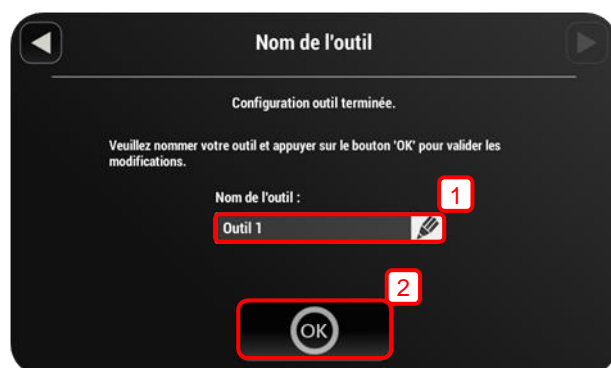 Nom de l'outil
Configuration outil terminée.
Veuillez nommer votre outil et appuyer sur le bouton 'OK' pour valider les
modifications.
Nom de l'outil :
1
Outil 1
2
OK